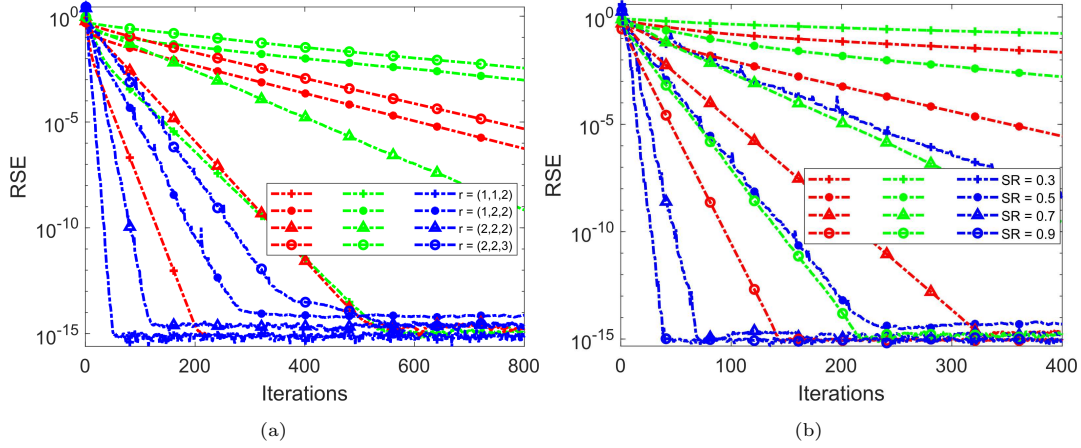 10^0
10^-5
10^-10
10^-15
RSE
0
200
400
600
800
Iterations
r = (1,1,2)
r = (1,2,2)
r = (2,2,2)
r = (2,2,3)
(a)
10^0
10^-5
10^-10
10^-15
RSE
0
100
200
300
400
Iterations
SR = 0.3
SR = 0.5
SR = 0.7
SR = 0.9
(b)